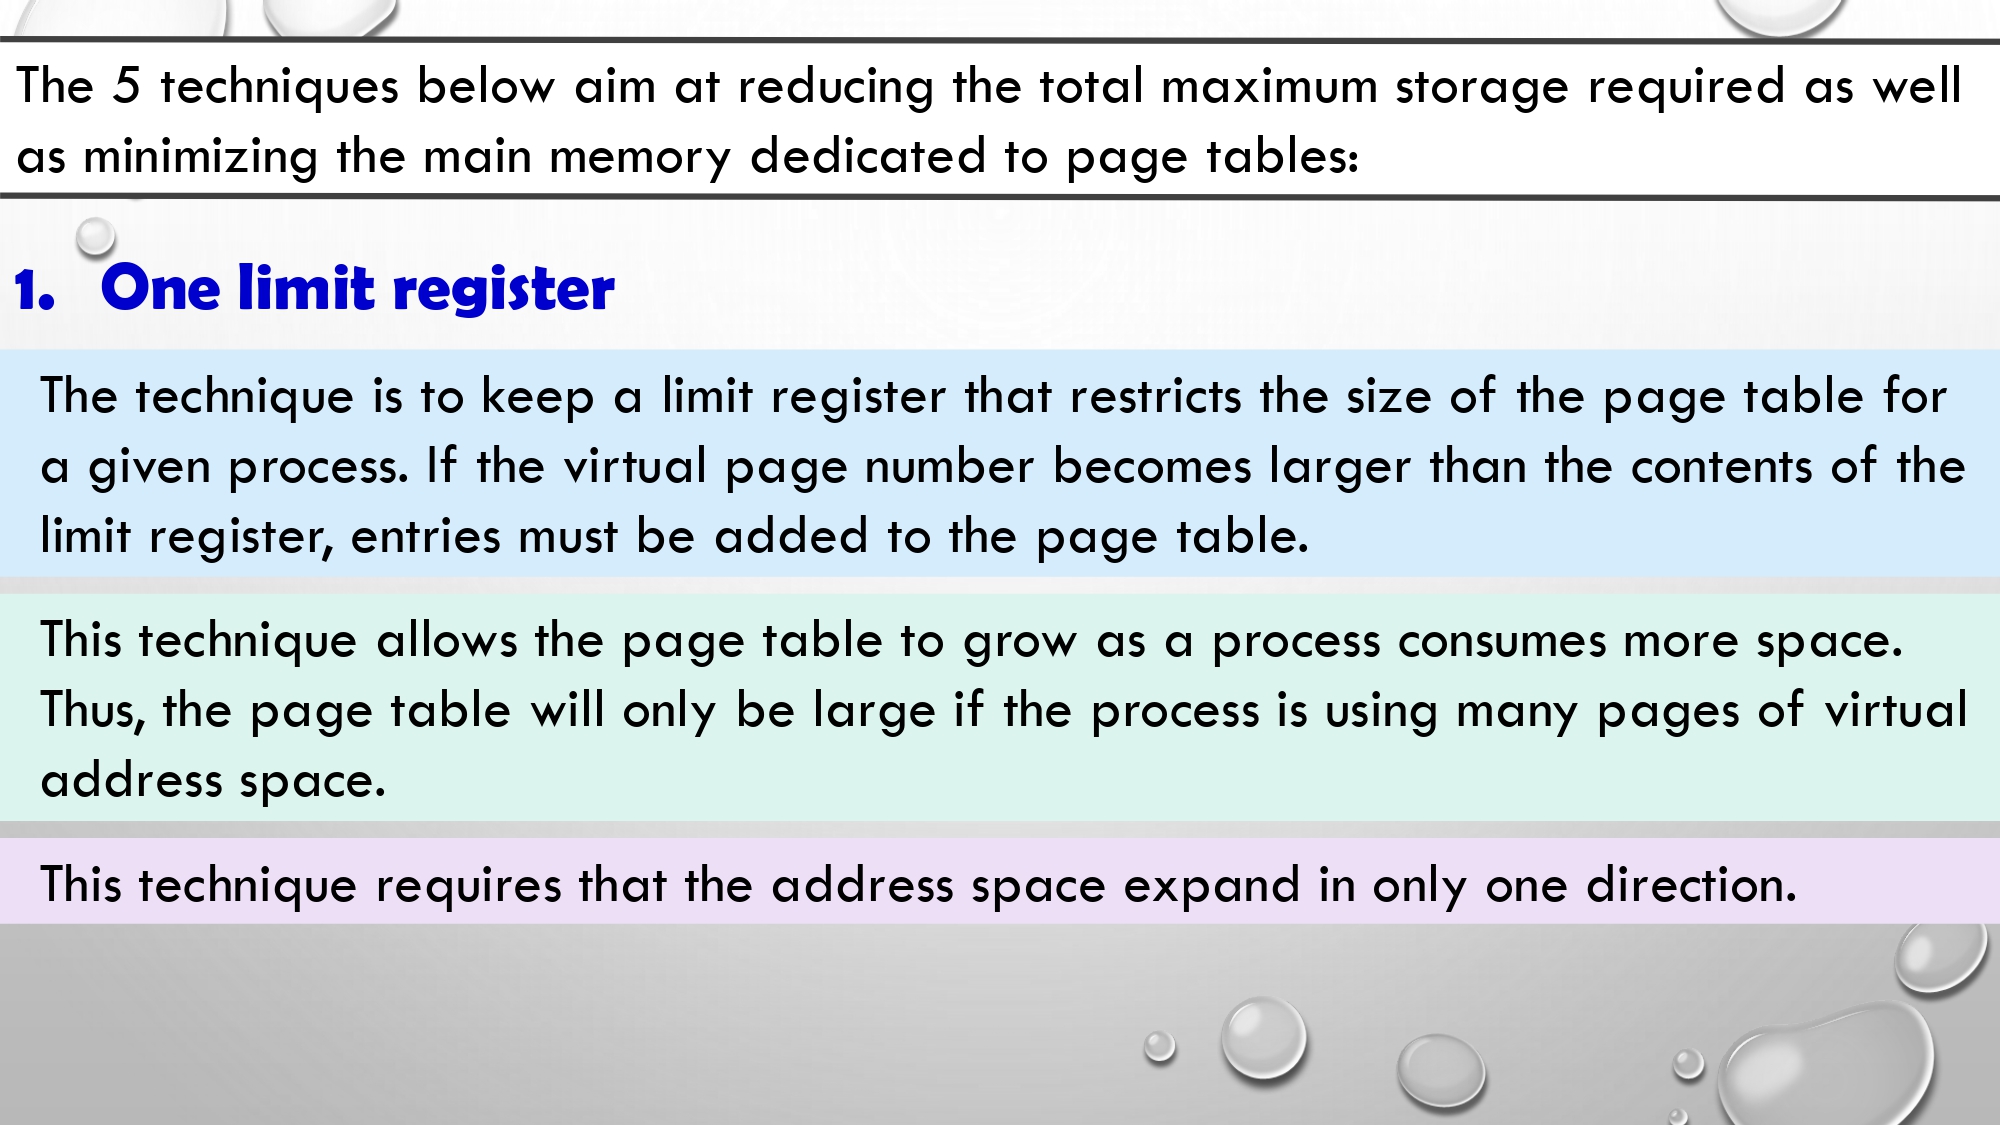 The 5 techniques below aim at reducing the total maximum storage required as well
as minimizing the main memory dedicated to page tables:
1. One limit register
The technique is to keep a limit register that restricts the size of the page table for
a given process. If the virtual page number becomes larger than the contents of the
limit register, entries must be added to the page table.
This technique allows the page table to grow as a process consumes more space.
Thus, the page table will only be large if the process is using many pages of virtual
address space.
This technique requires that the address space expand in only one direction.